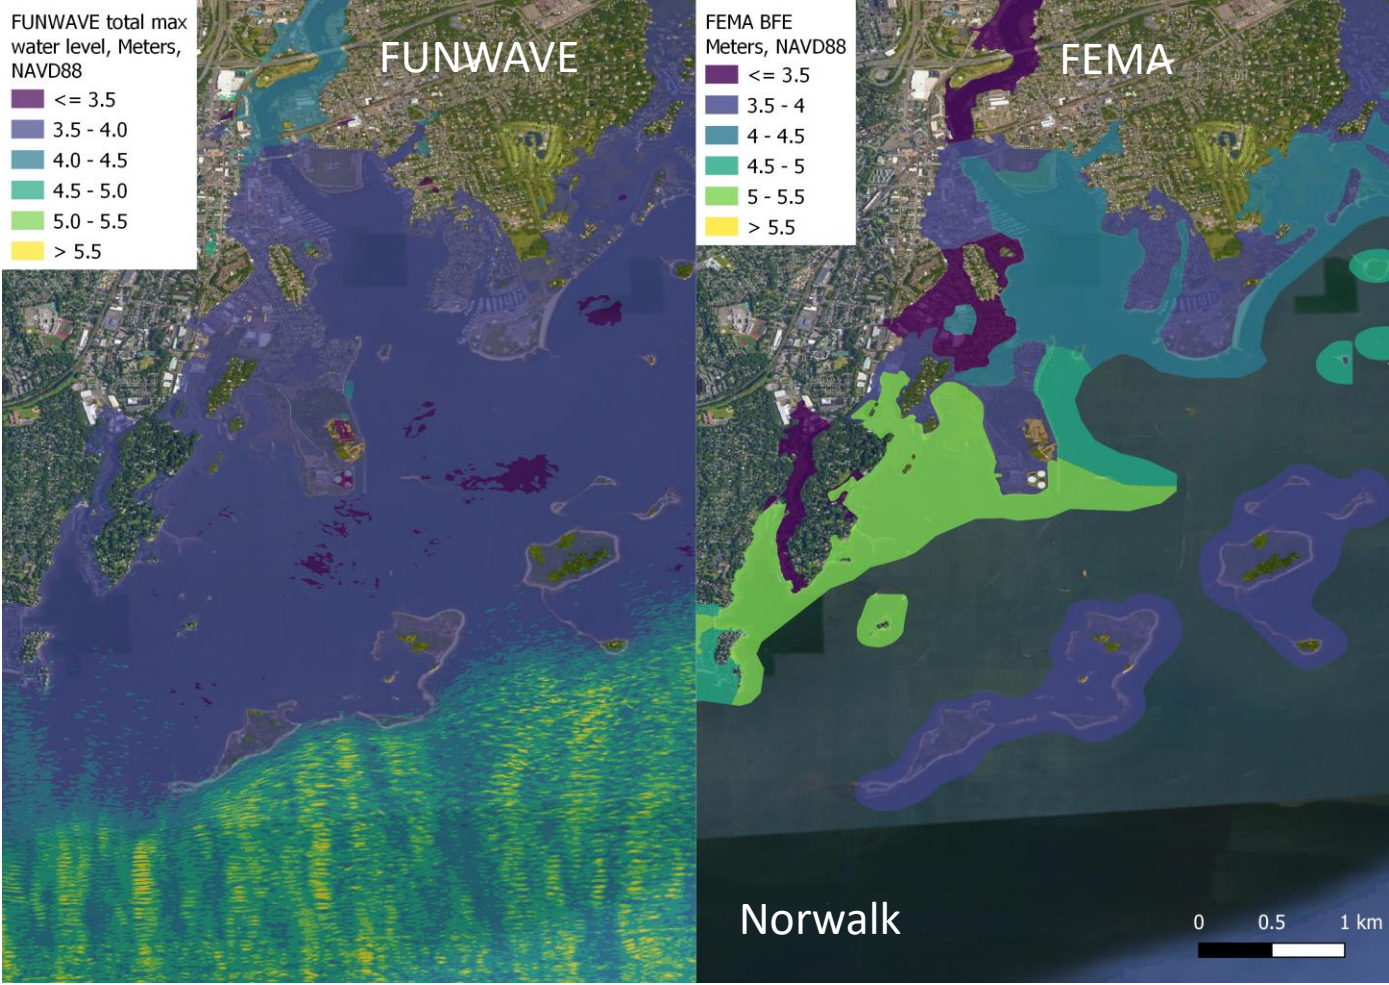 FUNWAVE total max
water level, Meters,
NAVD88
<= 3.5
3.5 - 4.0
4.0 - 4.5
4.5 - 5.0
5.0 - 5.5
> 5.5
FUNWAVE
FEMA BFE
Meters, NAVD88
<= 3.5
3.5 - 4
4 - 4.5
4.5 - 5
5 - 5.5
> 5.5
FEMA
Norwalk
0 0.5 1 km